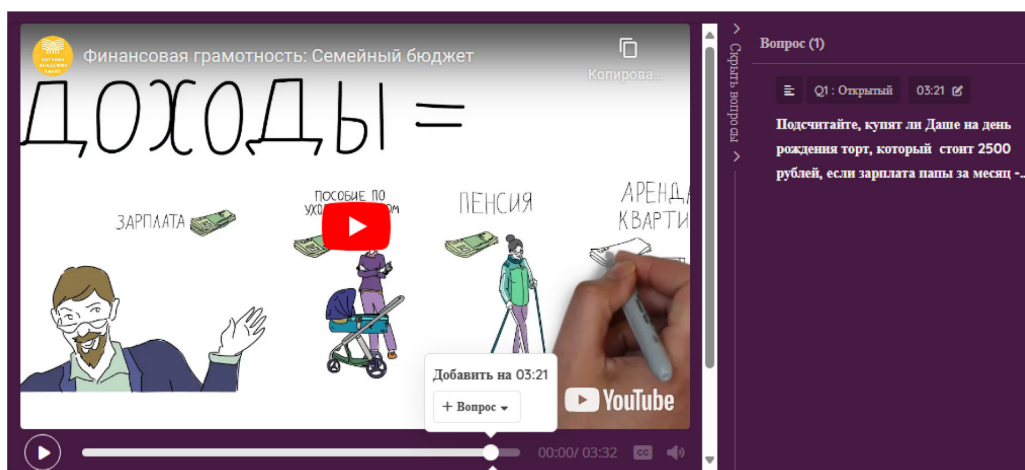 Финансовая грамотность: Семейный бюджет
Копирова...
ДОХОДЫ =
ЗАРПЛАТА
ПОСОБИЕ ПО
ПЕНСИЯ
АРЕНДА
КВАРТИ
Добавить на 03:21
+ Вопрос
YouTube
00:00/ 03:32
CC
Скрыть вопросы
Вопрос (1)
Q1 : Открытый
03:21
Подсчитайте, купят ли Даше на день
рождения торт, который стоит 2500
рублей, если зарплата папы за месяц -...